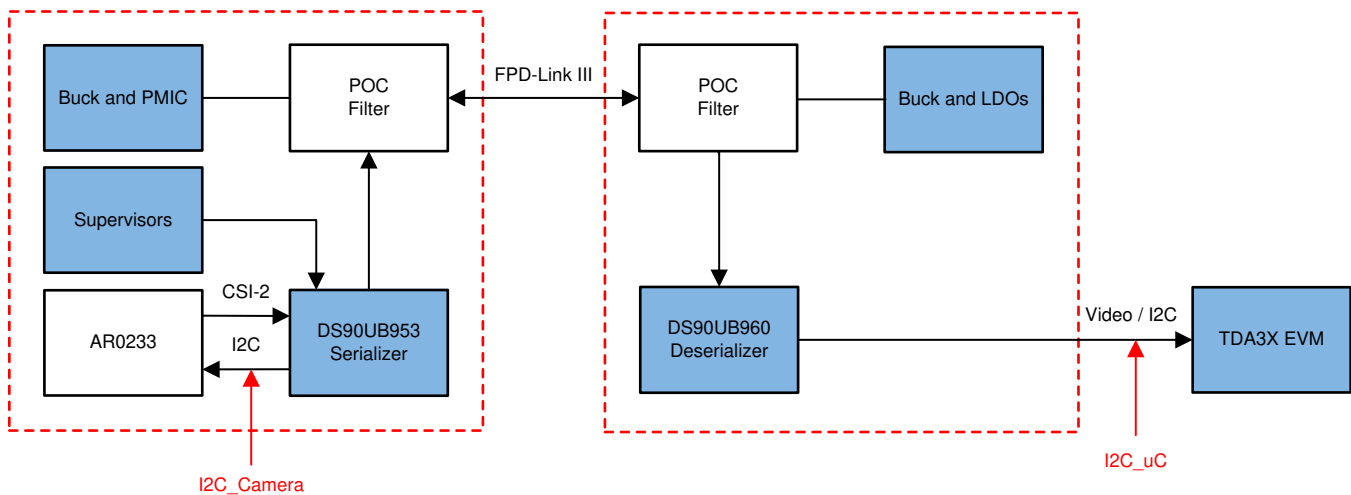 Buck and PMIC
POC
Filter
FPD-Link III
POC
Filter
Buck and LDOs
Supervisors
CSI-2
AR0233
I2C
DS90UB953
Serializer
DS90UB960
Deserializer
Video / I2C
TDA3X EVM
I2C_Camera
I2C_uC